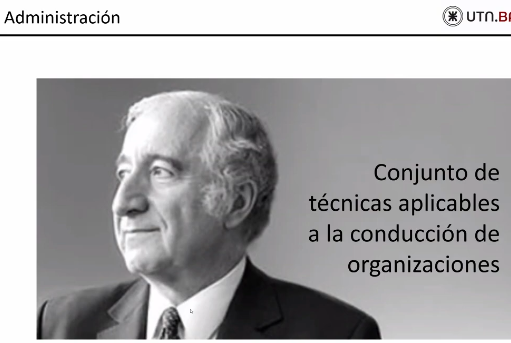 Administración
UTN.BA
Conjunto de
técnicas aplicables
a la conducción de
organizaciones